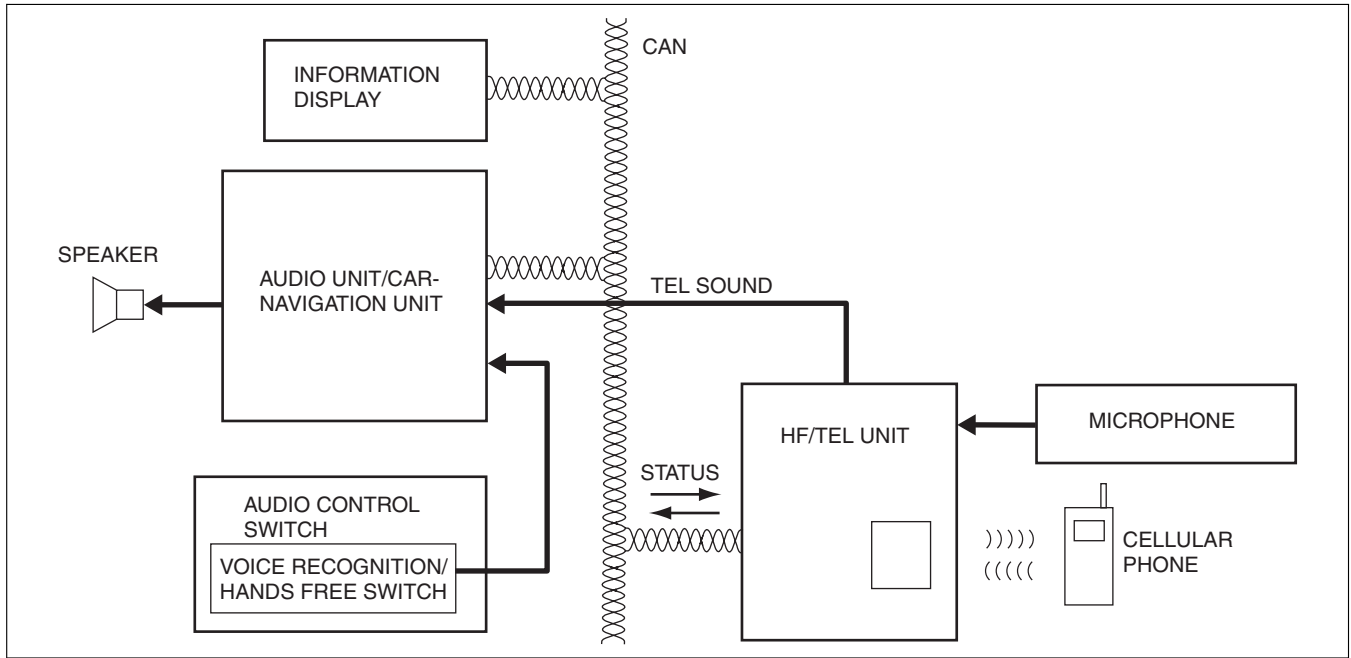 CAN
INFORMATION
DISPLAY
SPEAKER
AUDIO UNIT/CAR-
NAVIGATION UNIT
TEL SOUND
HF/TEL UNIT
MICROPHONE
STATUS
AUDIO CONTROL
SWITCH
VOICE RECOGNITION/
HANDS FREE SWITCH
CELLULAR
PHONE